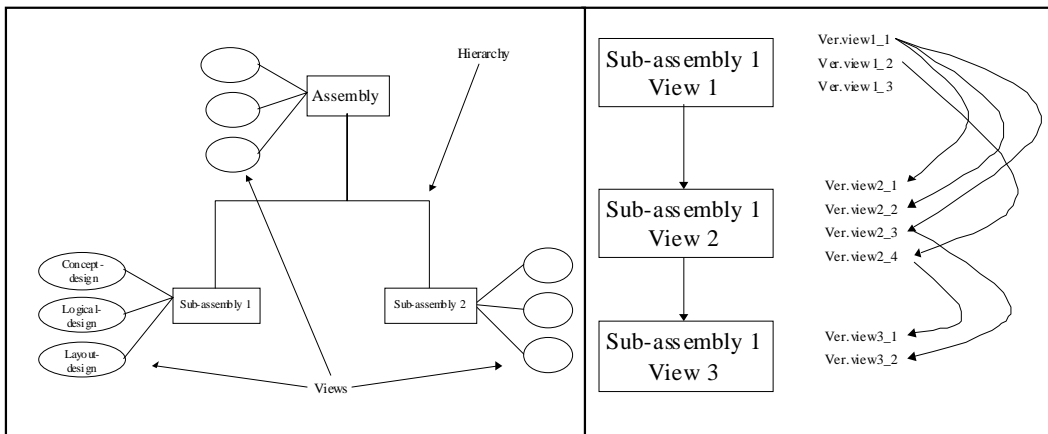 Hierarchy
Assembly
Concept-
design
Logical-
design
Layout-
design
Sub-assembly 1
Sub-assembly 2
Views
Sub-assembly 1
View 1
Sub-assembly 1
View 2
Sub-assembly 1
View 3
Ver.view1_1
Ver.view1_2
Ver.view1_3
Ver.view2_1
Ver.view2_2
Ver.view2_3
Ver.view2_4
Ver.view3_1
Ver.view3_2